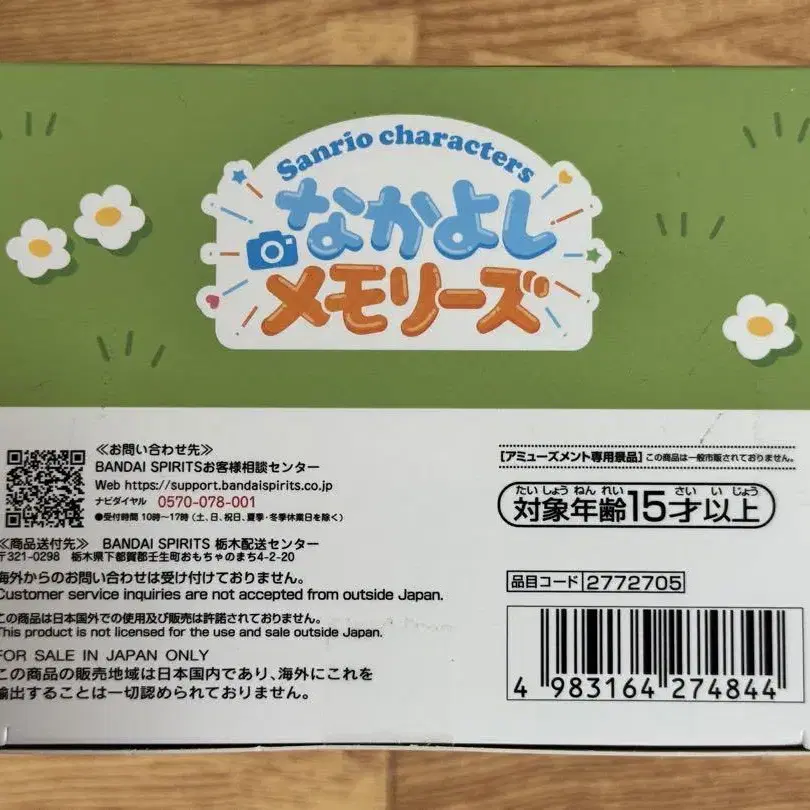 Sanrio characters
なかよし
メモリーズ
≪お問い合わせ先≫
BANDAI SPIRITSお客様相談センター
Web https://support.bandaispirits.co.jp
ナビダイヤル 0570-078-001
●受付時間 10時～17時 (土、日、祝日、夏季・冬季休業日を除く)
≪商品送付先≫ BANDAI SPIRITS 栃木配送センター
〒321-0298 栃木県下都賀郡壬生町おもちゃのまち4-2-20
海外からのお問い合わせは受け付けておりません。
Customer service inquiries are not accepted from outside Japan.
この商品は日本国外での使用及び販売は許諾されておりません。
This product is not licensed for the use and sale outside Japan.
FOR SALE IN JAPAN ONLY
この商品の販売地域は日本国内であり、海外にこれを
輸出することは一切認められておりません。
[アミューズメント専用景品] この商品は一般市販されておりません。
たい しょう ねん れい さい い じょう
対象年齢15才以上
品目コード 2772705
4 983164 274844